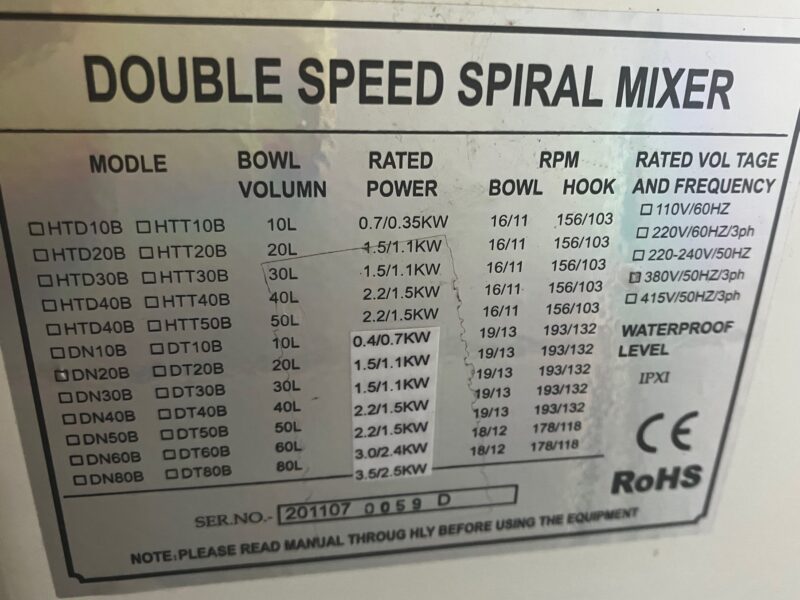 DOUBLE SPEED SPIRAL MIXER
MODLE BOWL VOLUMN RATED POWER RPM BOWL HOOK
HTD10B HTT10B 10L 0.7/0.35KW 16/11 156/103
HTD20B HTT20B 20L 1.5/1.1KW 16/11 156/103
HTD30B HTT30B 30L 1.5/1.1KW 16/11 156/103
HTD40B HTT40B 40L 2.2/1.5KW 16/11 156/103
HTD40B HTT50B 50L 2.2/1.5KW 16/11 156/103
DN10B DT10B 10L 0.4/0.7KW 19/13 193/132
DN20B DT20B 20L 1.5/1.1KW 19/13 193/132
DN30B DT30B 30L 1.5/1.1KW 19/13 193/132
DN40B DT40B 40L 2.2/1.5KW 19/13 193/132
DN50B DT50B 50L 2.2/1.5KW 19/13 193/132
DN60B DT60B 60L 3.0/2.4KW 18/12 178/118
DN80B DT80B 80L 3.5/2.5KW 18/12 178/118
RATED VOL TAGE
AND FREQUENCY
110V/60HZ
220V/60HZ/3ph
220-240V/50HZ
380V/50HZ/3ph
415V/50HZ/3ph
WATERPROOF
LEVEL
IPXI
CE
RoHS
SER.NO.- 201107 0059 D
NOTE:PLEASE READ MANUAL THROUG HLY BEFORE USING THE EQUIPMENT